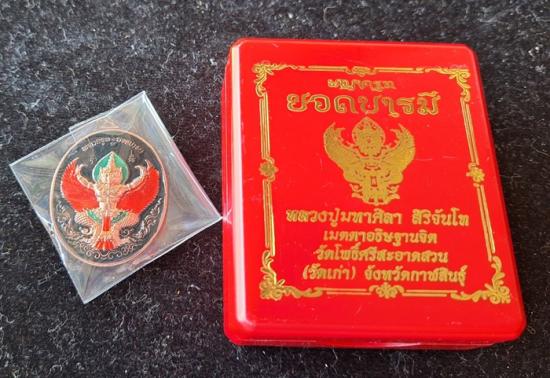 พญาครุฑ
ยอดบารมี
หลวงปู่มหาศิลา สิริจันโท
เมตตาอธิษฐานจิต
วัดโพธิ์ศรีสะอาดสวน
(วัดเก่า) จังหวัดกาฬสินธุ์